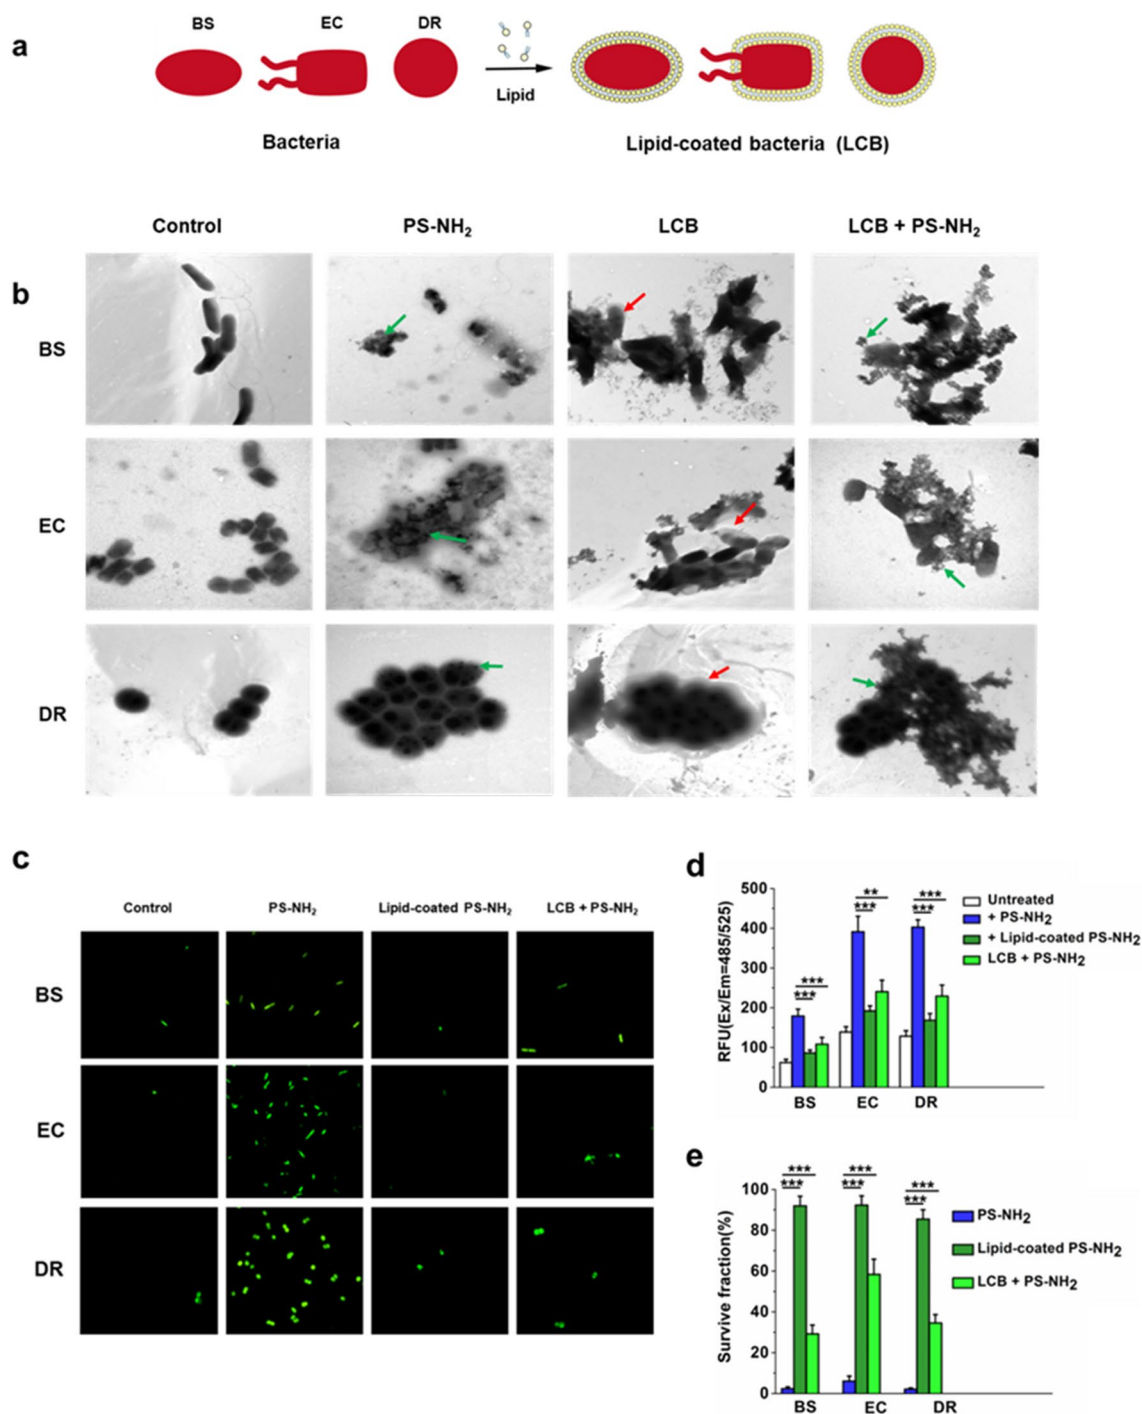 a
BS EC DR
Lipid
Bacteria
Lipid-coated bacteria (LCB)
Control PS-NH₂ LCB LCB + PS-NH₂
b
BS
EC
DR
c
Control PS-NH₂ Lipid-coated PS-NH₂ LCB + PS-NH₂
BS
EC
DR
d
RFU(Ex/Em=485/525)
500
400
300
200
100
0
*** *** ** *** *** ***
BS EC DR
Untreated
+ PS-NH₂
+ Lipid-coated PS-NH₂
LCB + PS-NH₂
e
Survive fraction(%)
100
80
60
40
20
0
*** *** *** *** *** ***
BS EC DR
PS-NH₂
Lipid-coated PS-NH₂
LCB + PS-NH₂